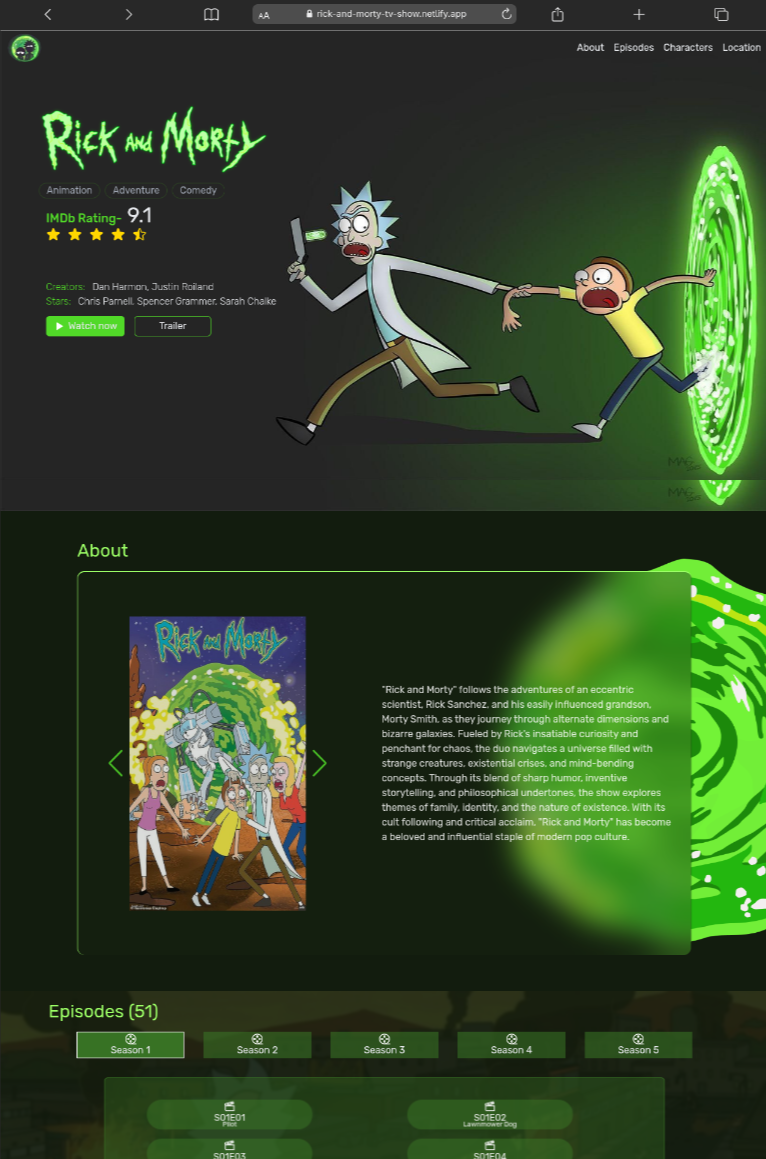 AA
rick-and-morty-tv-show.netlify.app
About Episodes Characters Location
Rick and Morty
Animation Adventure Comedy
IMDb Rating- 9.1
Creators: Dan Harmon, Justin Roiland
Stars: Chris Parnell, Spencer Grammer, Sarah Chalke
Watch now Trailer
About
Rick and Morty
"Rick and Morty" follows the adventures of an eccentric
scientist, Rick Sanchez, and his easily influenced grandson,
Morty Smith, as they journey through alternate dimensions and
bizarre galaxies. Fueled by Rick's insatiable curiosity and
penchant for chaos, the duo navigates a universe filled with
strange creatures, existential crises, and mind-bending
concepts. Through its blend of sharp humor, inventive
storytelling, and philosophical undertones, the show explores
themes of family, identity, and the nature of existence. With its
cult following and critical acclaim, "Rick and Morty" has become
a beloved and influential staple of modern pop culture.
Episodes (51)
Season 1 Season 2 Season 3 Season 4 Season 5
S01E01 S01E02
Pilot Lawnmower Dog
S01E03 S01E04